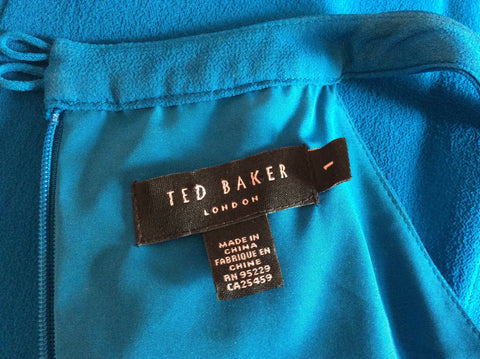 TED BAKER
LONDON
1
MADE IN
CHINA
FABRIQUE EN
CHINE
RN 95229
CA25459